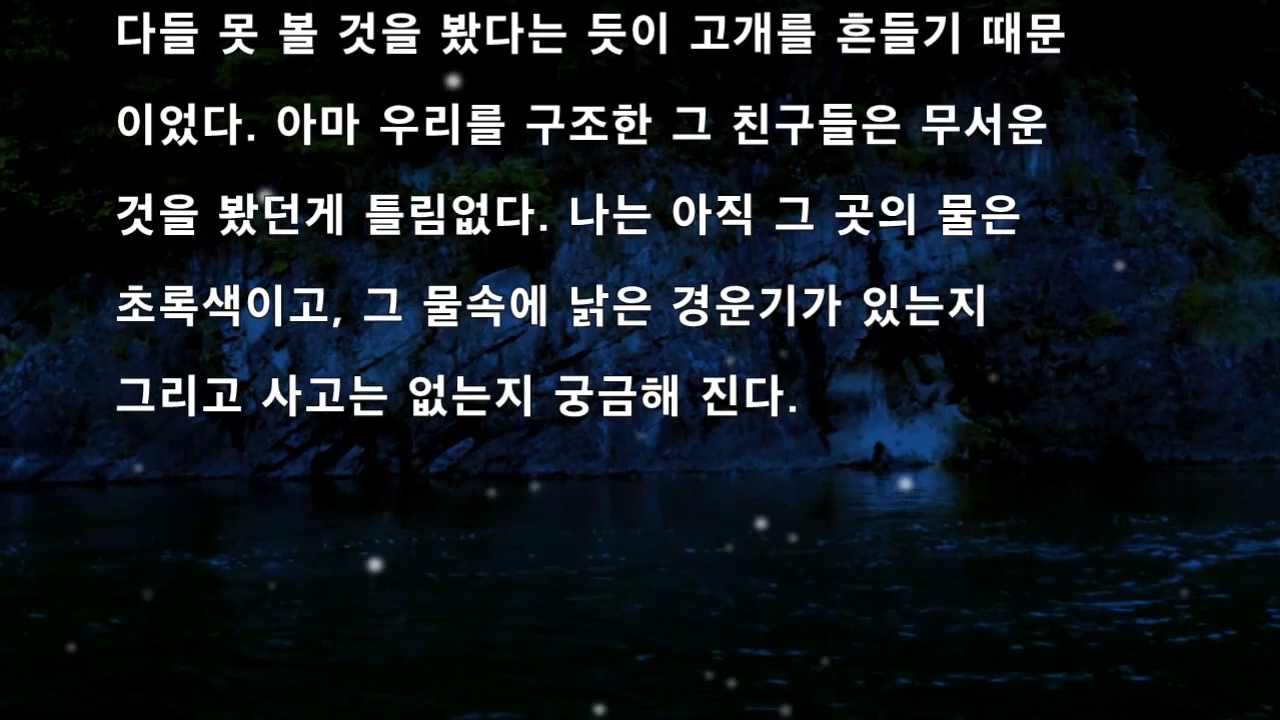 다들 못 볼 것을 봤다는 듯이 고개를 흔들기 때문
이었다. 아마 우리를 구조한 그 친구들은 무서운
것을 봤던게 틀림없다. 나는 아직 그 곳의 물은
초록색이고, 그 물속에 낡은 경운기가 있는지
그리고 사고는 없는지 궁금해 진다.